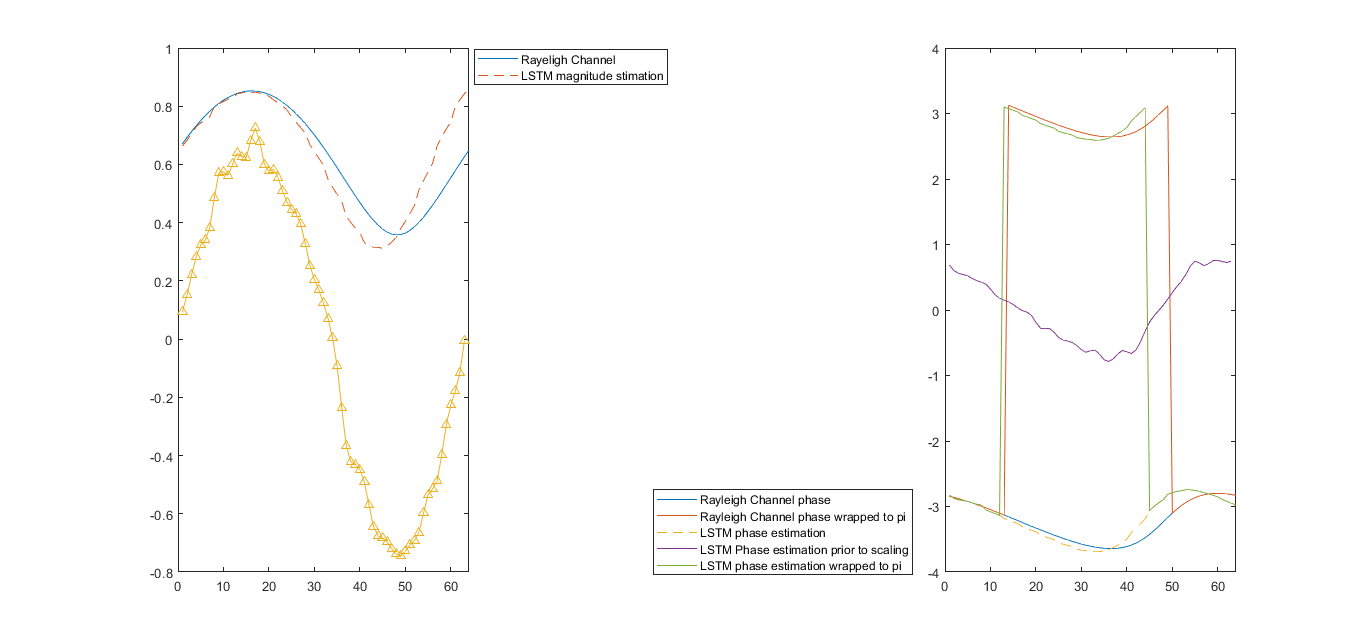 1
0.8
0.6
0.4
0.2
0
-0.2
-0.4
-0.6
-0.8
0 10 20 30 40 50 60
Rayeligh Channel
LSTM magnitude stimation
Rayleigh Channel phase
Rayleigh Channel phase wrapped to pi
LSTM phase estimation
LSTM Phase estimation prior to scaling
LSTM phase estimation wrapped to pi
4
3
2
1
0
-1
-2
-3
-4
0 10 20 30 40 50 60